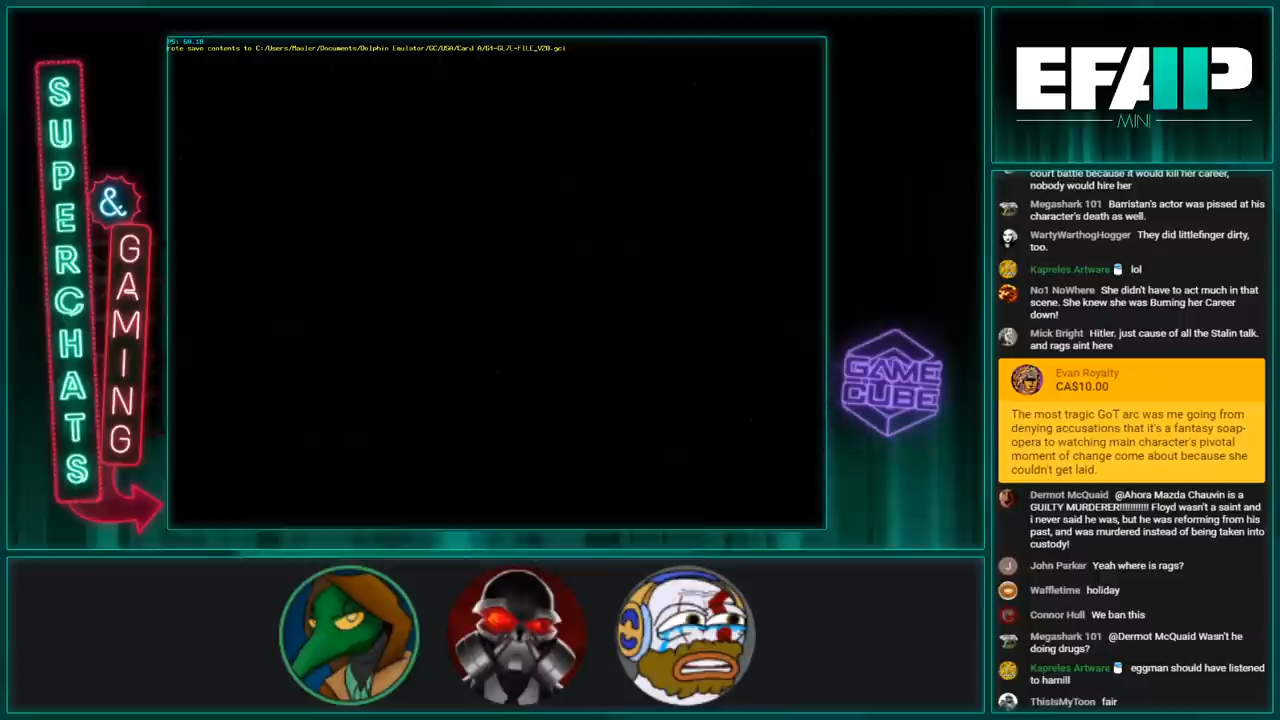 SUPERCHATS
&
GAMING
PS: 50.18
rote save contents to C:/Users/Mauler/Documents/Dolphin Emulator/GC/USA/Card A/G4-GL7E-FILE_V20.gci
GAME
CUBE
EFAP
MINI
court battle because it would kill her career,
nobody would hire her
Megashark 101 Barristan's actor was pissed at his
character's death as well.
WartyWarthogHogger They did littlefinger dirty,
too.
Kapreles Artware lol
No1 NoWhere She didn't have to act much in that
scene. She knew she was Burning her Career
down!
Mick Bright Hitler. just cause of all the Stalin talk.
and rags aint here
Evan Royalty
CA$10.00
The most tragic GoT arc was me going from
denying accusations that it's a fantasy soap-
opera to watching main character's pivotal
moment of change come about because she
couldn't get laid.
Dermot McQuaid @Ahora Mazda Chauvin is a
GUILTY MURDERER!!!!!!!!!!! Floyd wasn't a saint and
i never said he was, but he was reforming from his
past, and was murdered instead of being taken into
custody!
J John Parker Yeah where is rags?
Waffletime holiday
C Connor Hull We ban this
Megashark 101 @Dermot McQuaid Wasn't he
doing drugs?
Kapreles Artware eggman should have listened
to hamill
ThisIsMyToon fair